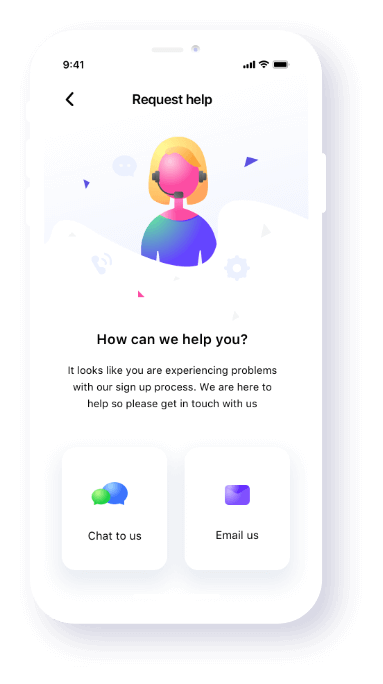 9:41
Request help
How can we help you?
It looks like you are experiencing problems
with our sign up process. We are here to
help so please get in touch with us
Chat to us
Email us